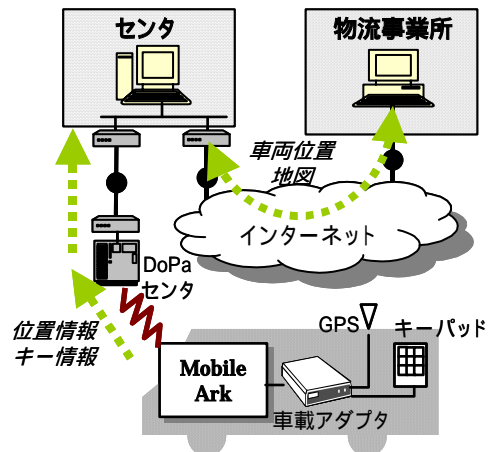 センタ
物流事業所
車両位置
地図
インターネット
DoPa
センタ
位置情報
キー情報
GPS
キーパッド
Mobile
Ark
車載アダプタ